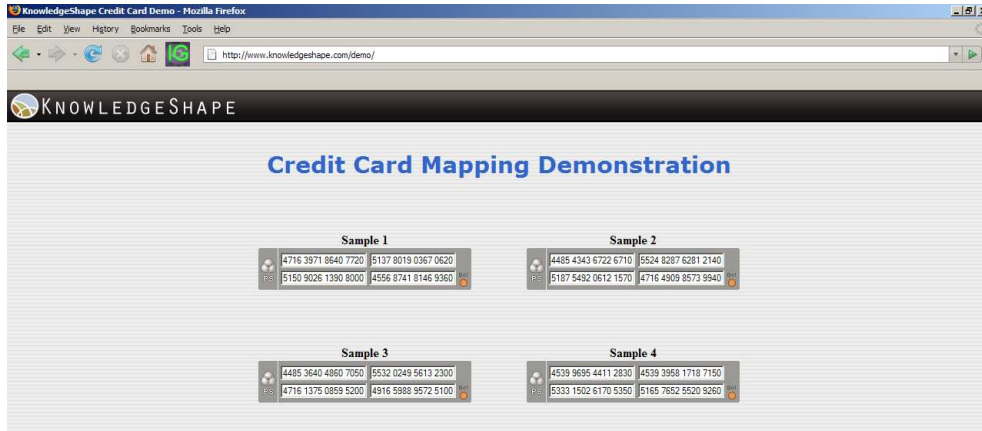 KnowledgeShape Credit Card Demo - Mozilla Firefox
File Edit View History Bookmarks Tools Help
http://www.knowledgeshape.com/demo/
KNOWLEDGESHAPE
Credit Card Mapping Demonstration
Sample 1
4716 3971 8640 7720 5137 8019 0367 0620
5150 9026 1390 8000 4556 8741 8146 9360
Sample 2
4485 4343 6722 6710 5524 8287 6281 2140
5187 5492 0612 1570 4716 4909 8573 9940
Sample 3
4485 3640 4860 7050 5532 0249 5613 2300
4716 1375 0859 5200 4916 5988 9572 5100
Sample 4
4539 9695 4411 2830 4539 3958 1718 7150
5333 1502 6170 5350 5165 7652 5520 9260